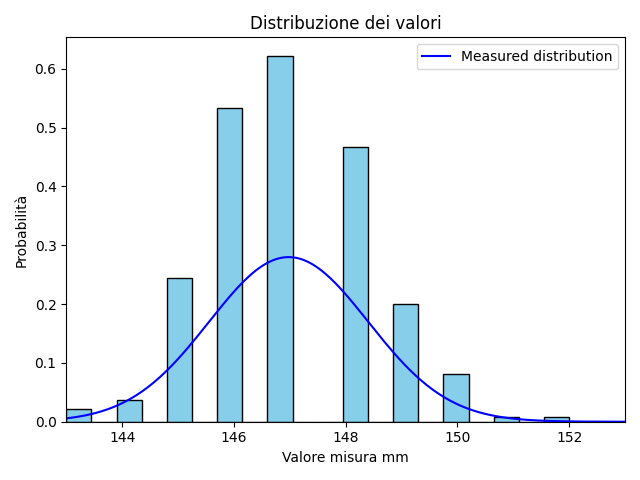 Distribuzione dei valori
Measured distribution
Probabilità
0.6
0.5
0.4
0.3
0.2
0.1
0.0
144 146 148 150 152
Valore misura mm